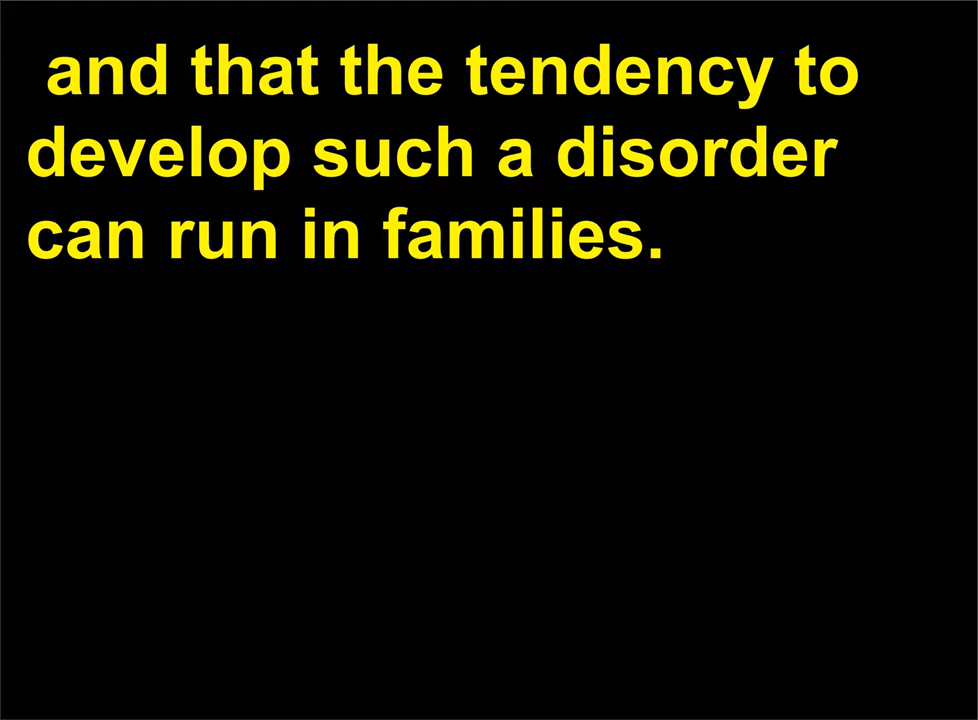 and that the tendency to
develop such a disorder
can run in families.